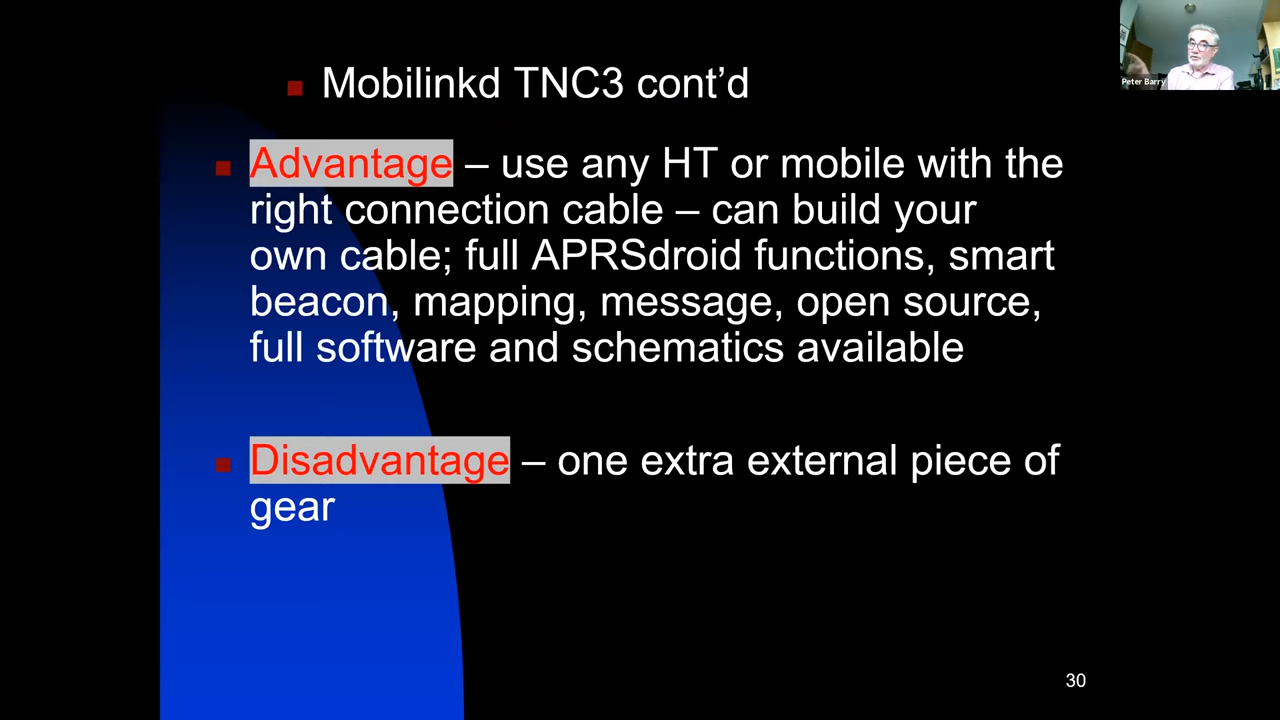 Mobilinkd TNC3 cont’d
Advantage – use any HT or mobile with the
right connection cable – can build your
own cable; full APRSdroid functions, smart
beacon, mapping, message, open source,
full software and schematics available
Disadvantage – one extra external piece of
gear
30
Peter Barry